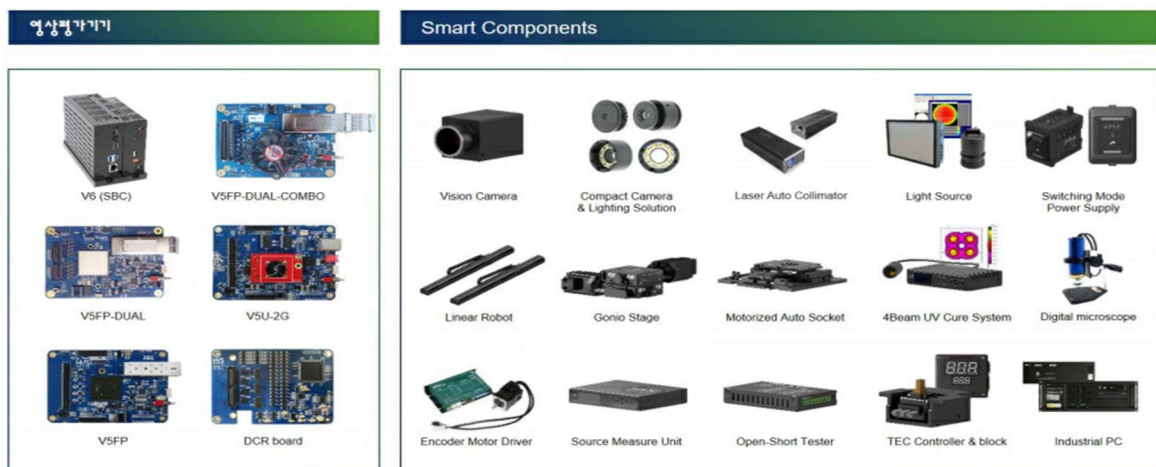 영상평가기기
Smart Components
V6 (SBC)
V5FP-DUAL-COMBO
V5FP-DUAL
V5U-2G
V5FP
DCR board
Vision Camera
Compact Camera
& Lighting Solution
Laser Auto Collimator
Light Source
Switching Mode
Power Supply
Linear Robot
Gonio Stage
Motorized Auto Socket
4Beam UV Cure System
Digital microscope
Encoder Motor Driver
Source Measure Unit
Open-Short Tester
TEC Controller & block
Industrial PC